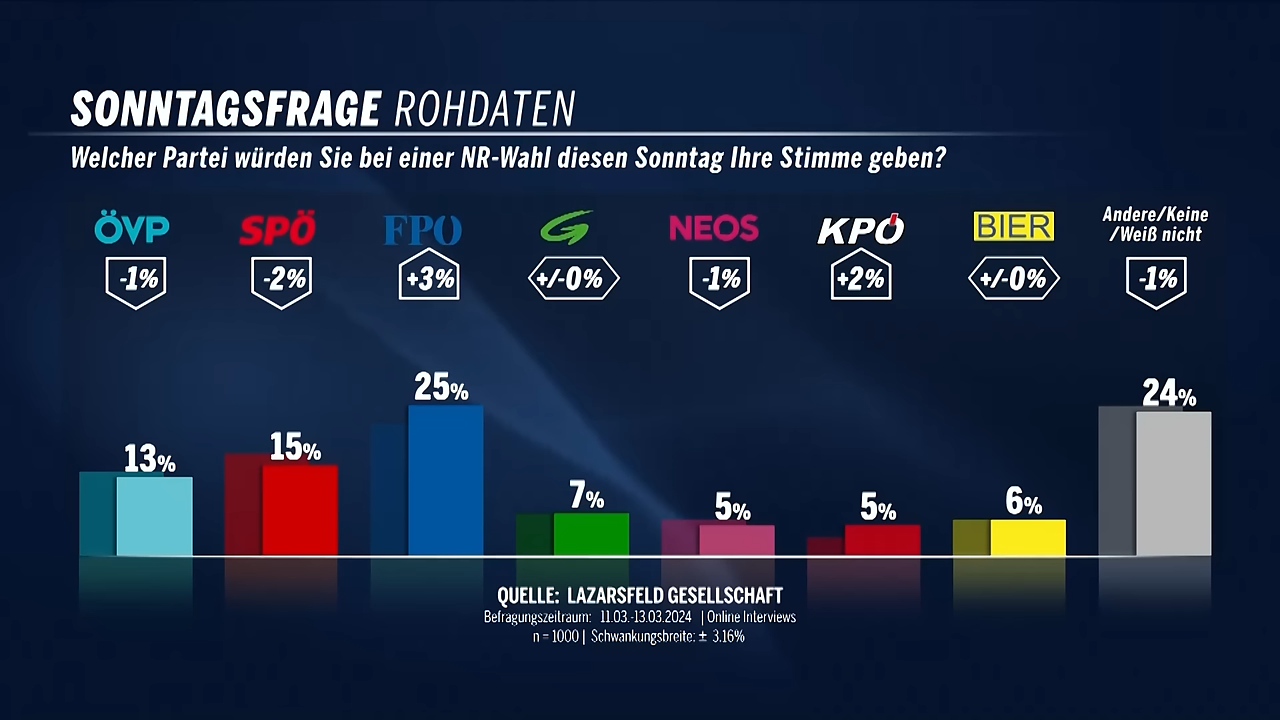 SONNTAGSFRAGE ROHDATEN
Welcher Partei würden Sie bei einer NR-Wahl diesen Sonntag Ihre Stimme geben?
ÖVP SPÖ FPÖ G NEOS KPÖ BIER Andere/Keine
/Weiß nicht
-1% -2% +3% +/-0% -1% +2% +/-0% -1%
13% 15% 25% 7% 5% 5% 6% 24%
QUELLE: LAZARSFELD GESELLSCHAFT
Befragungszeitraum: 11.03.-13.03.2024 | Online Interviews
n = 1000 | Schwankungsbreite: ± 3.16%